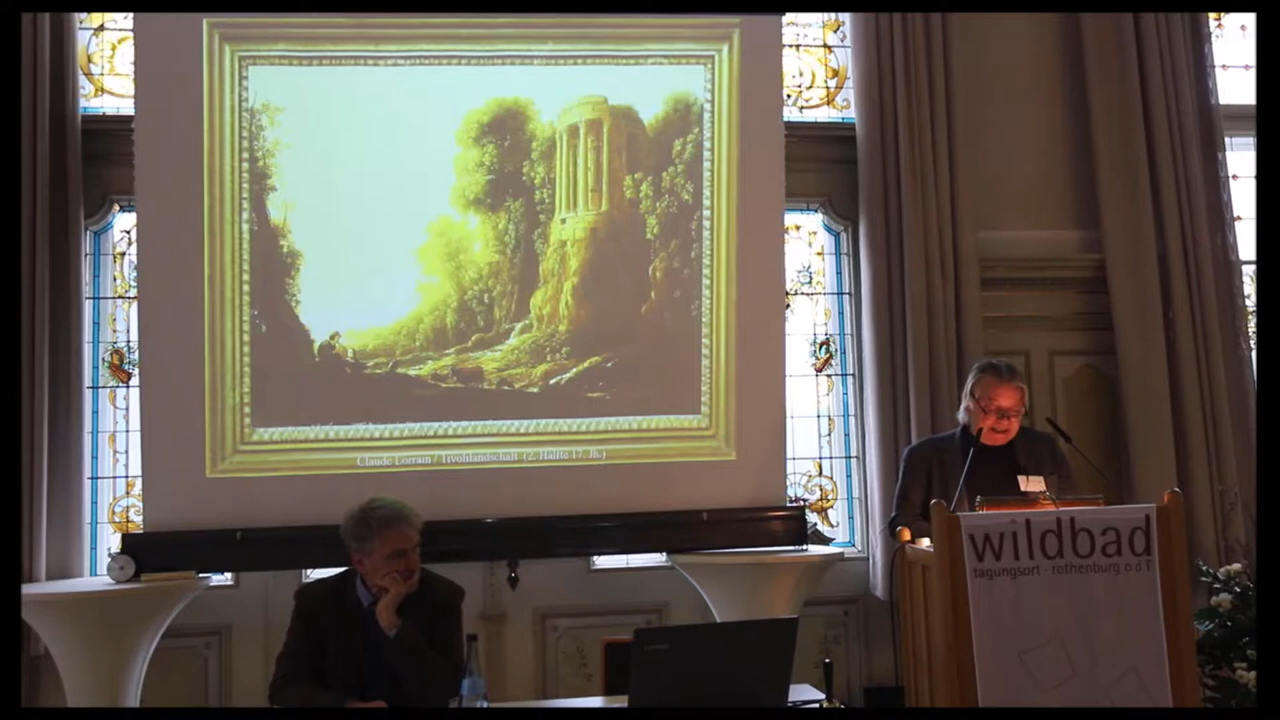 Claude Lorrain / Tivolilandschaft (2. Hälfte 17. Jh.)
wildbad
tagungsort - rothenburg o d T